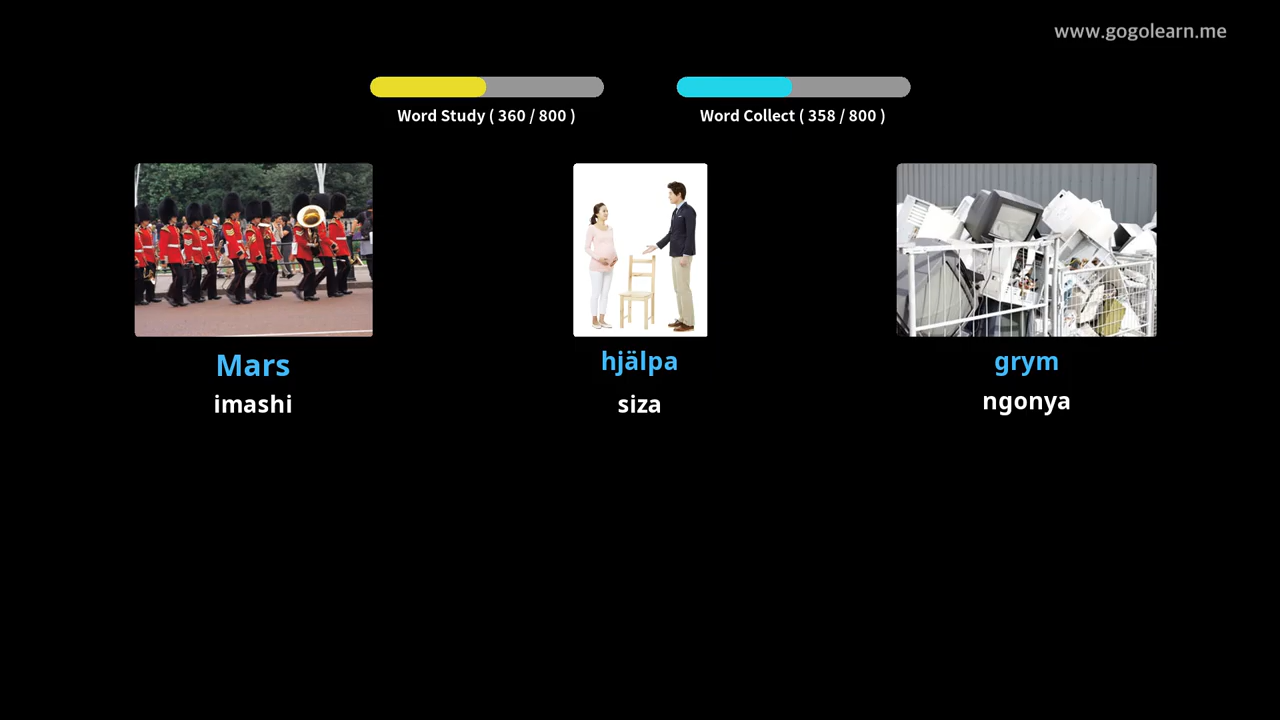 www.gogolearn.me
Word Study ( 360 / 800 )
Word Collect ( 358 / 800 )
Mars
imashi
hjälpa
siza
grym
ngonya